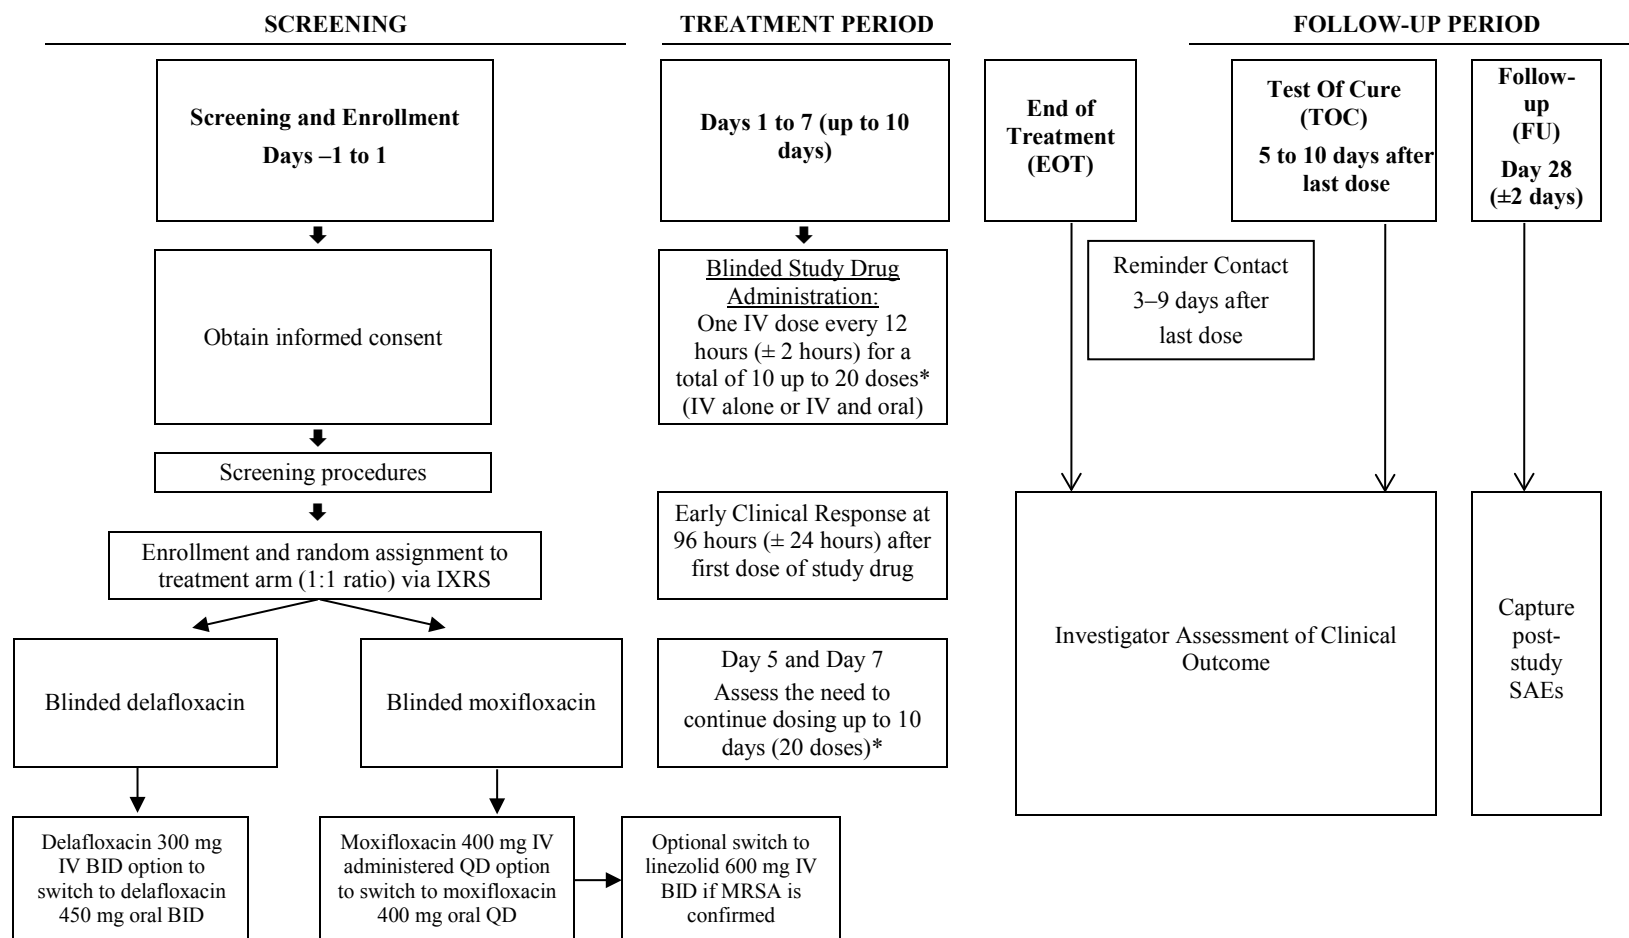 SCREENING
TREATMENT PERIOD
FOLLOW-UP PERIOD
Screening and Enrollment
Days –1 to 1
Days 1 to 7 (up to 10
days)
End of
Treatment
(EOT)
Test Of Cure
(TOC)
5 to 10 days after
last dose
Follow-
up
(FU)
Day 28
(±2 days)
Obtain informed consent
Blinded Study Drug
Administration:
One IV dose every 12
hours (± 2 hours) for a
total of 10 up to 20 doses*
(IV alone or IV and oral)
Reminder Contact
3–9 days after
last dose
Screening procedures
Enrollment and random assignment to
treatment arm (1:1 ratio) via IXRS
Early Clinical Response at
96 hours (± 24 hours) after
first dose of study drug
Blinded delafloxacin
Blinded moxifloxacin
Day 5 and Day 7
Assess the need to
continue dosing up to 10
days (20 doses)*
Investigator Assessment of Clinical
Outcome
Capture
post-
study
SAEs
Delafloxacin 300 mg
IV BID option to
switch to delafloxacin
450 mg oral BID
Moxifloxacin 400 mg IV
administered QD option
to switch to moxifloxacin
400 mg oral QD
Optional switch to
linezolid 600 mg IV
BID if MRSA is
confirmed